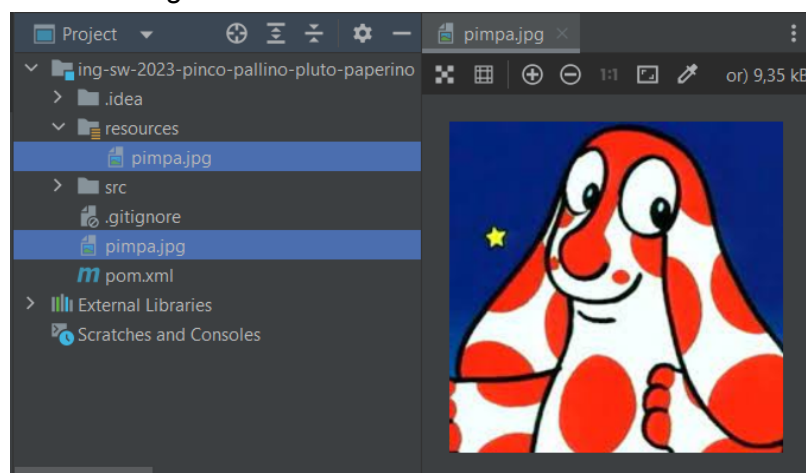 Project
ing-sw-2023-pinco-pallino-pluto-paperino
.idea
resources
pimpa.jpg
src
.gitignore
pimpa.jpg
pom.xml
External Libraries
Scratches and Consoles
pimpa.jpg
1:1 or) 9,35 kB